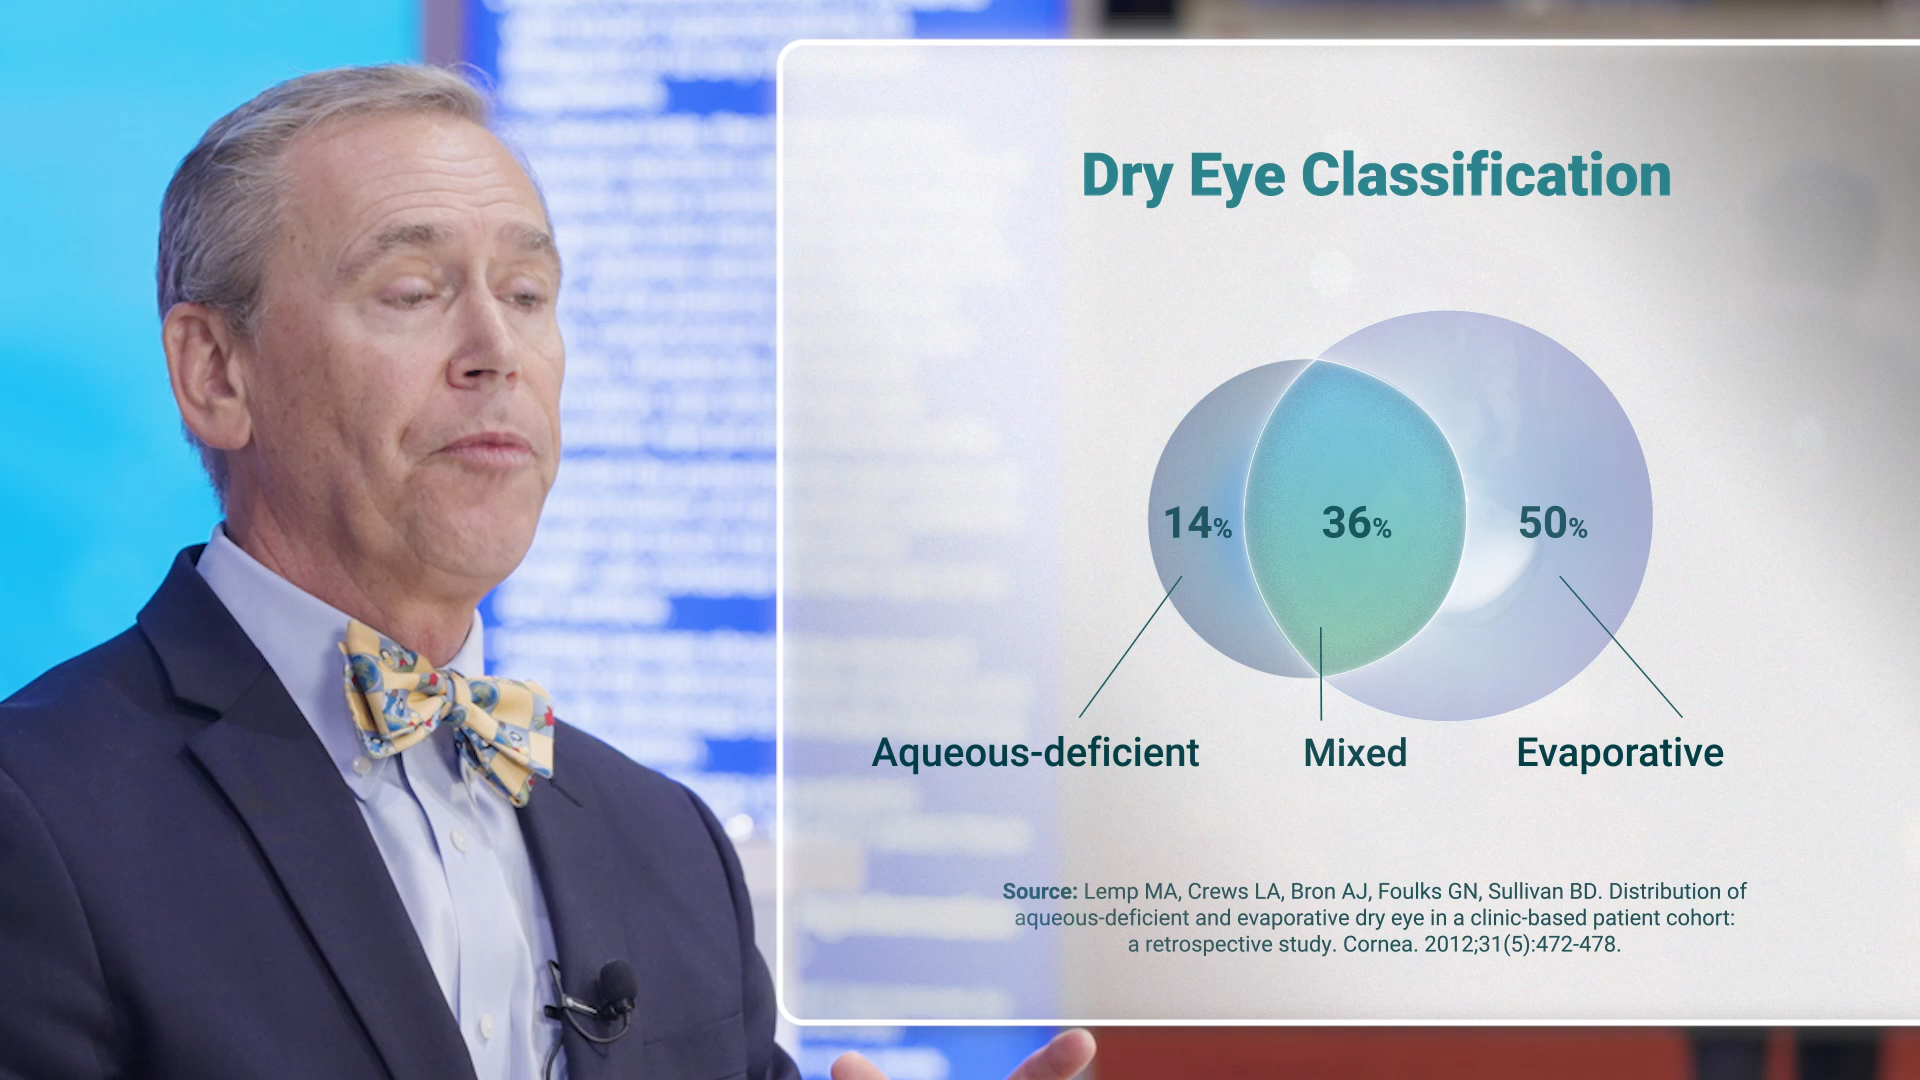 Dry Eye Classification
14%
36%
50%
Aqueous-deficient
Mixed
Evaporative
Source: Lemp MA, Crews LA, Bron AJ, Foulks GN, Sullivan BD. Distribution of
aqueous-deficient and evaporative dry eye in a clinic-based patient cohort:
a retrospective study. Cornea. 2012;31(5):472-478.